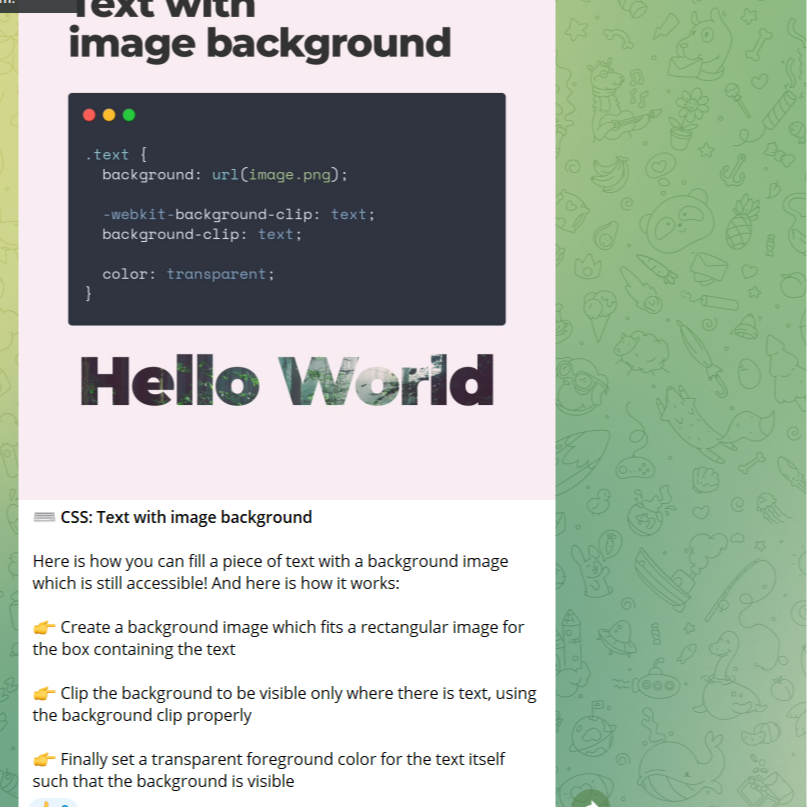 Text with
image background
.text {
background: url(image.png);
-webkit-background-clip: text;
background-clip: text;
color: transparent;
}
Hello World
CSS: Text with image background
Here is how you can fill a piece of text with a background image
which is still accessible! And here is how it works:
👉 Create a background image which fits a rectangular image for
the box containing the text
👉 Clip the background to be visible only where there is text, using
the background clip properly
👉 Finally set a transparent foreground color for the text itself
such that the background is visible